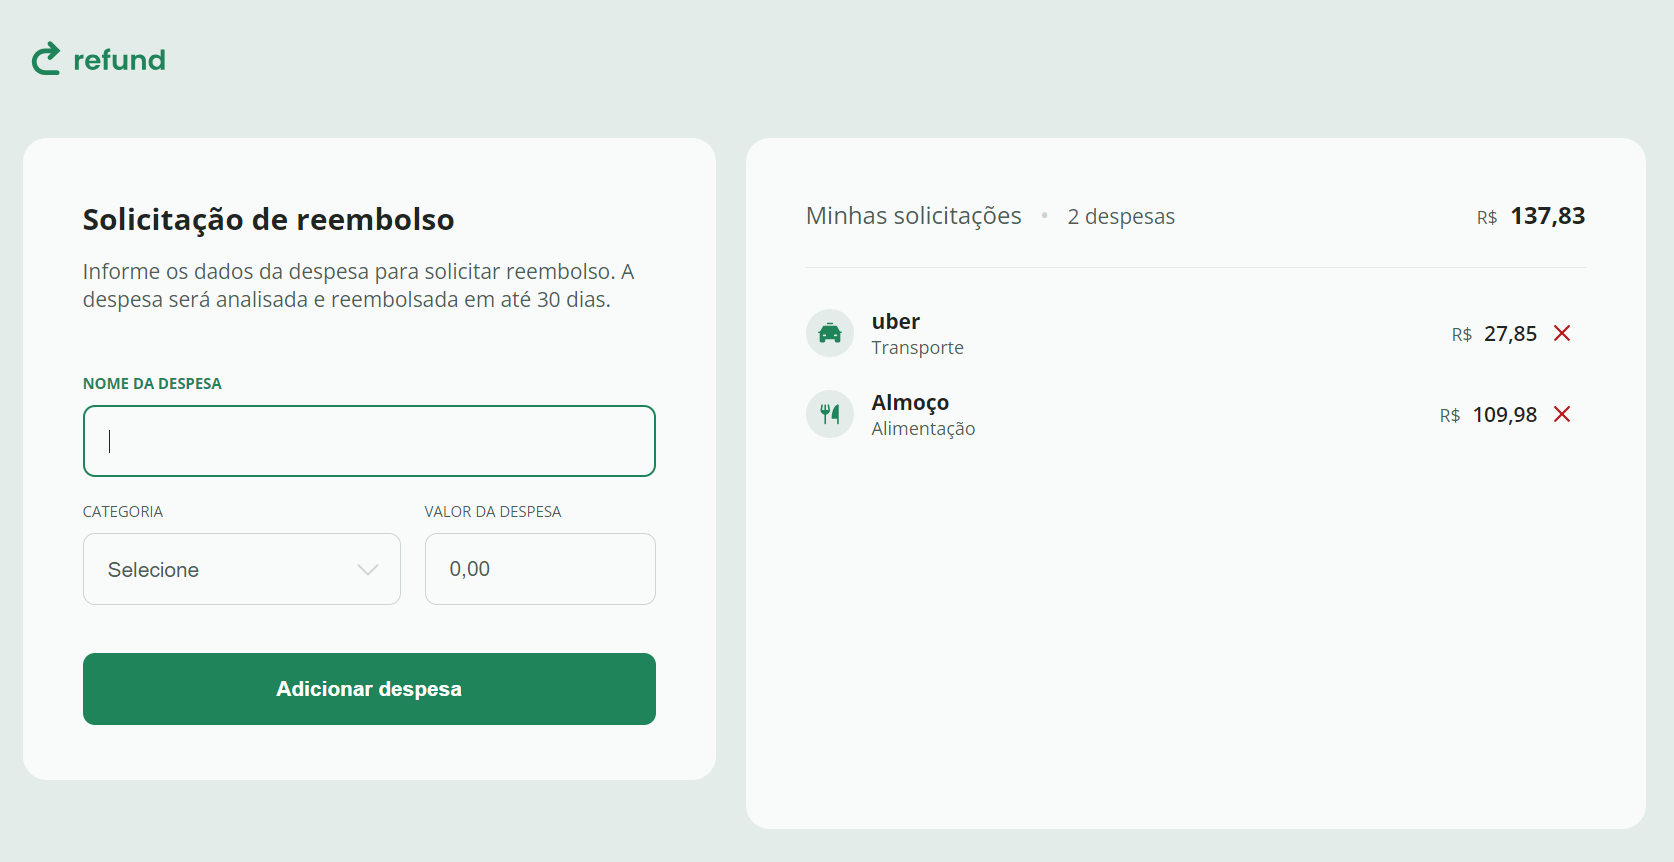 refund
Solicitação de reembolso
Informe os dados da despesa para solicitar reembolso. A
despesa será analisada e reembolsada em até 30 dias.
NOME DA DESPESA
CATEGORIA
VALOR DA DESPESA
Selecione
0,00
Adicionar despesa
Minhas solicitações • 2 despesas
R$ 137,83
uber
Transporte
R$ 27,85
Almoço
Alimentação
R$ 109,98